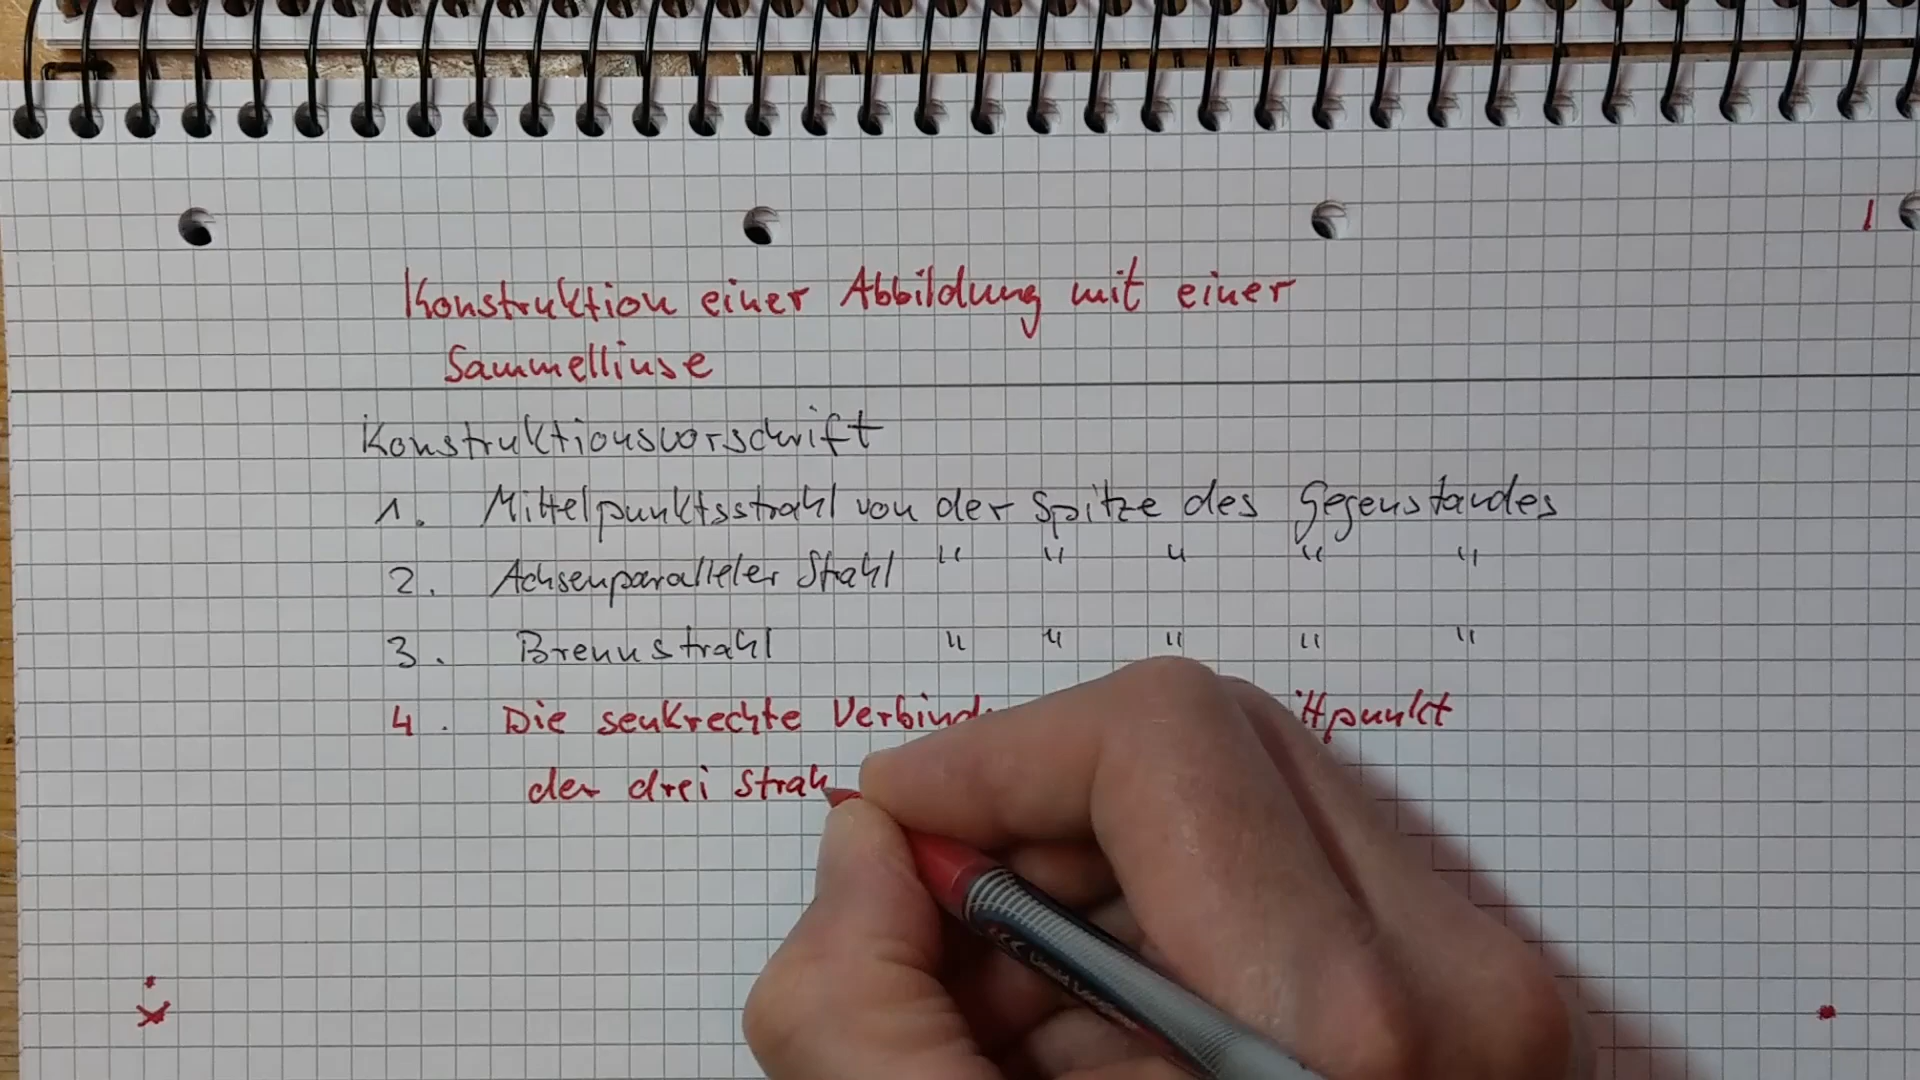 Konstruktion einer Abbildung mit einer
Sammellinse
Konstruktionsvorschrift
1. Mittelpunktsstrahl von der Spitze des Gegenstandes
2. Achsenparalleler Strahl " " " " "
3. Brennstrahl " " " " "
4. Die senkrechte
der drei Strah